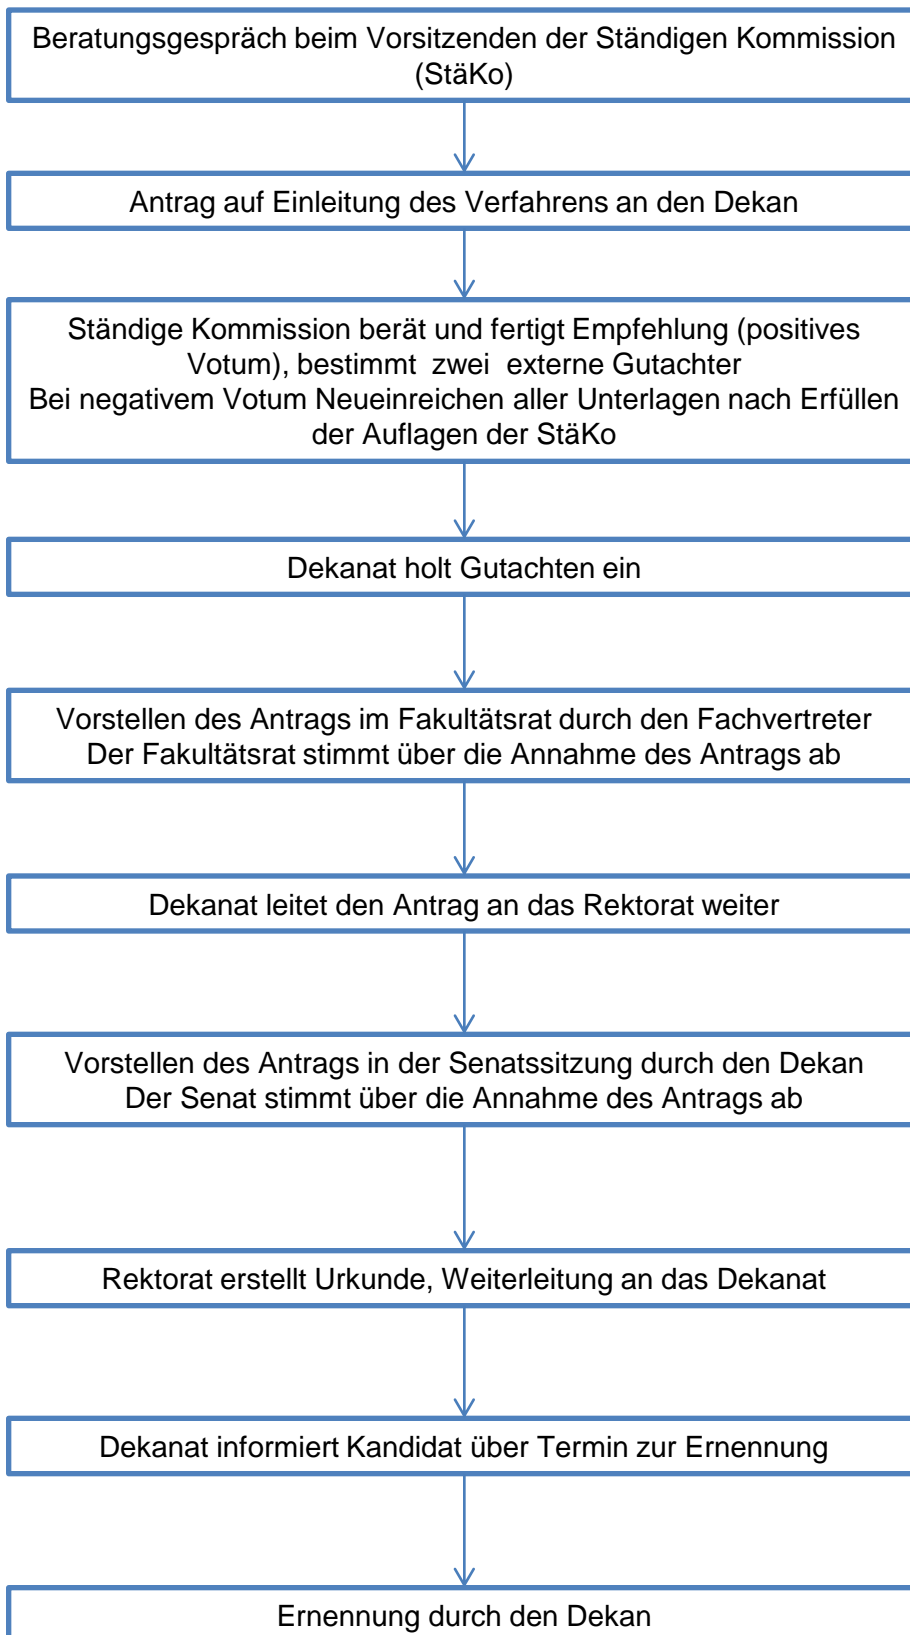 Beratungsgespräch beim Vorsitzenden der Ständigen Kommission
(StäKo)
Antrag auf Einleitung des Verfahrens an den Dekan
Ständige Kommission berät und fertigt Empfehlung (positives
Votum), bestimmt zwei externe Gutachter
Bei negativem Votum Neueinreichen aller Unterlagen nach Erfüllen
der Auflagen der StäKo
Dekanat holt Gutachten ein
Vorstellen des Antrags im Fakultätsrat durch den Fachvertreter
Der Fakultätsrat stimmt über die Annahme des Antrags ab
Dekanat leitet den Antrag an das Rektorat weiter
Vorstellen des Antrags in der Senatssitzung durch den Dekan
Der Senat stimmt über die Annahme des Antrags ab
Rektorat erstellt Urkunde, Weiterleitung an das Dekanat
Dekanat informiert Kandidat über Termin zur Ernennung
Ernennung durch den Dekan